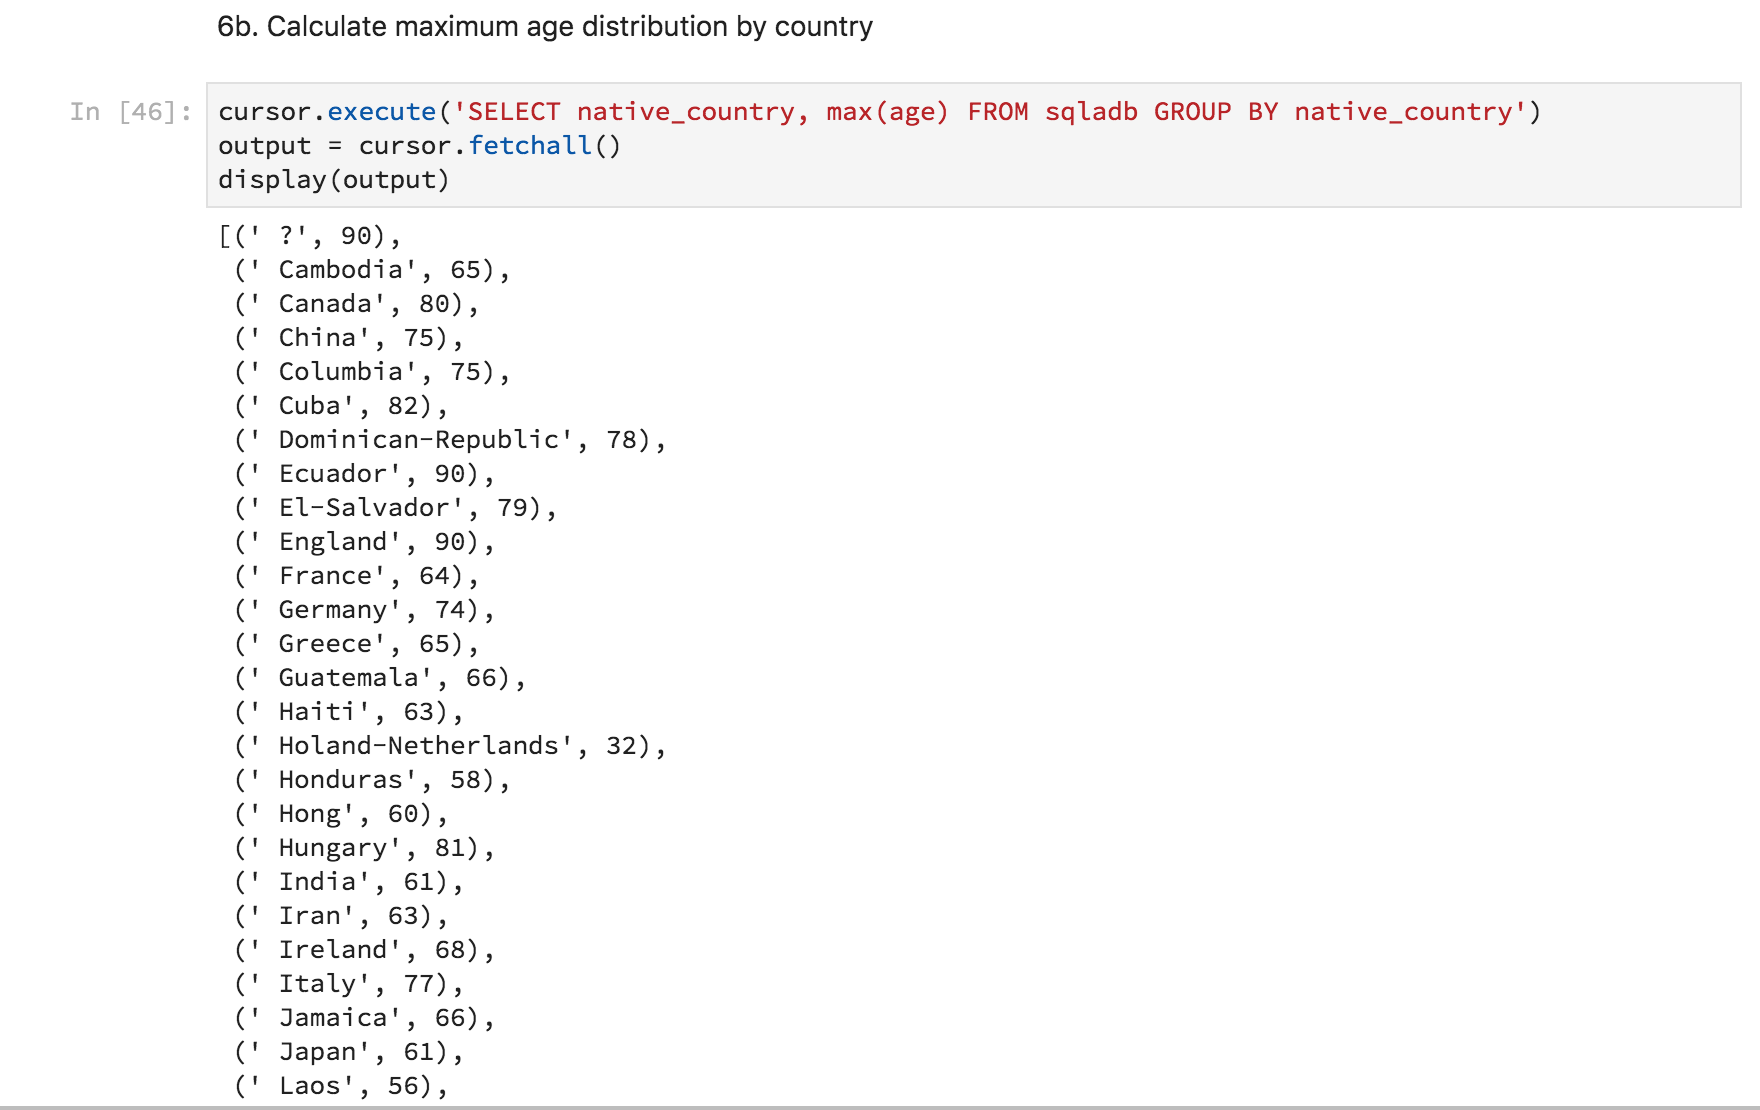 6b. Calculate maximum age distribution by country
In [46]:
cursor.execute('SELECT native_country, max(age) FROM sqladb GROUP BY native_country')
output = cursor.fetchall()
display(output)
[(' ?', 90),
(' Cambodia', 65),
(' Canada', 80),
(' China', 75),
(' Columbia', 75),
(' Cuba', 82),
(' Dominican-Republic', 78),
(' Ecuador', 90),
(' El-Salvador', 79),
(' England', 90),
(' France', 64),
(' Germany', 74),
(' Greece', 65),
(' Guatemala', 66),
(' Haiti', 63),
(' Holand-Netherlands', 32),
(' Honduras', 58),
(' Hong', 60),
(' Hungary', 81),
(' India', 61),
(' Iran', 63),
(' Ireland', 68),
(' Italy', 77),
(' Jamaica', 66),
(' Japan', 61),
(' Laos', 56),